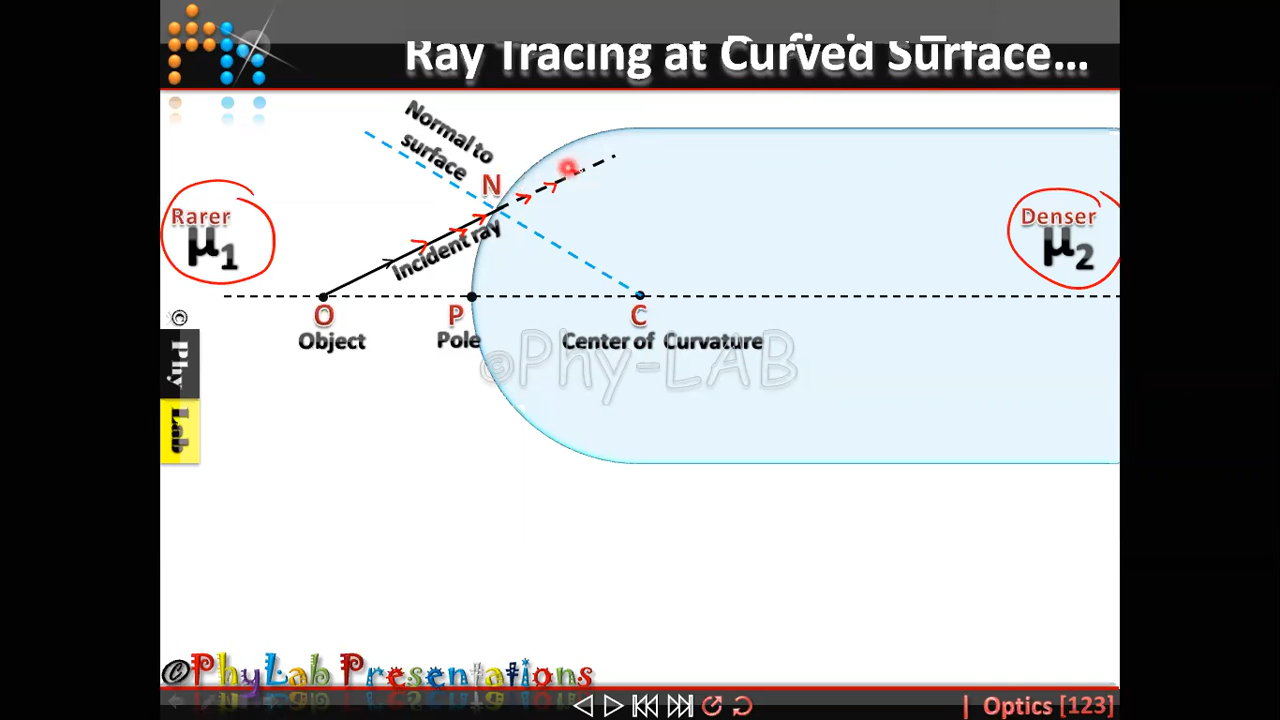 Ray Tracing at Curved Surface...
Normal to
surface
N
Rarer
μ1
Incident ray
Denser
μ2
O
Object
P
Pole
C
Center of Curvature
©Phy-LAB
©
Phy
Lab
©PhyLab Presentations
| Optics [123]